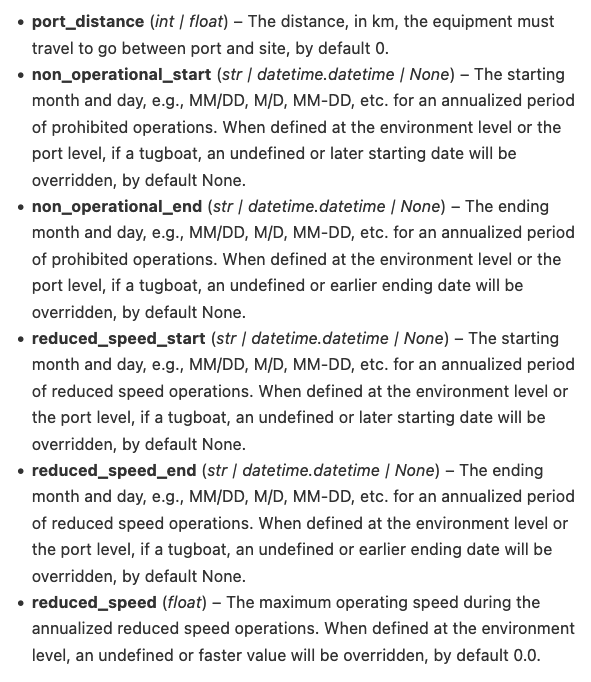 • port_distance (int | float) – The distance, in km, the equipment must
travel to go between port and site, by default 0.
• non_operational_start (str | datetime.datetime | None) – The starting
month and day, e.g., MM/DD, M/D, MM-DD, etc. for an annualized period
of prohibited operations. When defined at the environment level or the
port level, if a tugboat, an undefined or later starting date will be
overridden, by default None.
• non_operational_end (str | datetime.datetime | None) – The ending
month and day, e.g., MM/DD, M/D, MM-DD, etc. for an annualized period
of prohibited operations. When defined at the environment level or the
port level, if a tugboat, an undefined or earlier ending date will be
overridden, by default None.
• reduced_speed_start (str | datetime.datetime | None) – The starting
month and day, e.g., MM/DD, M/D, MM-DD, etc. for an annualized period
of reduced speed operations. When defined at the environment level or
the port level, if a tugboat, an undefined or later starting date will be
overridden, by default None.
• reduced_speed_end (str | datetime.datetime | None) – The ending
month and day, e.g., MM/DD, M/D, MM-DD, etc. for an annualized period
of reduced speed operations. When defined at the environment level or
the port level, if a tugboat, an undefined or earlier ending date will be
overridden, by default None.
• reduced_speed (float) – The maximum operating speed during the
annualized reduced speed operations. When defined at the environment
level, an undefined or faster value will be overridden, by default 0.0.